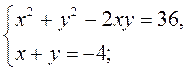 x² + y² − 2xy = 36,
x + y = −4;